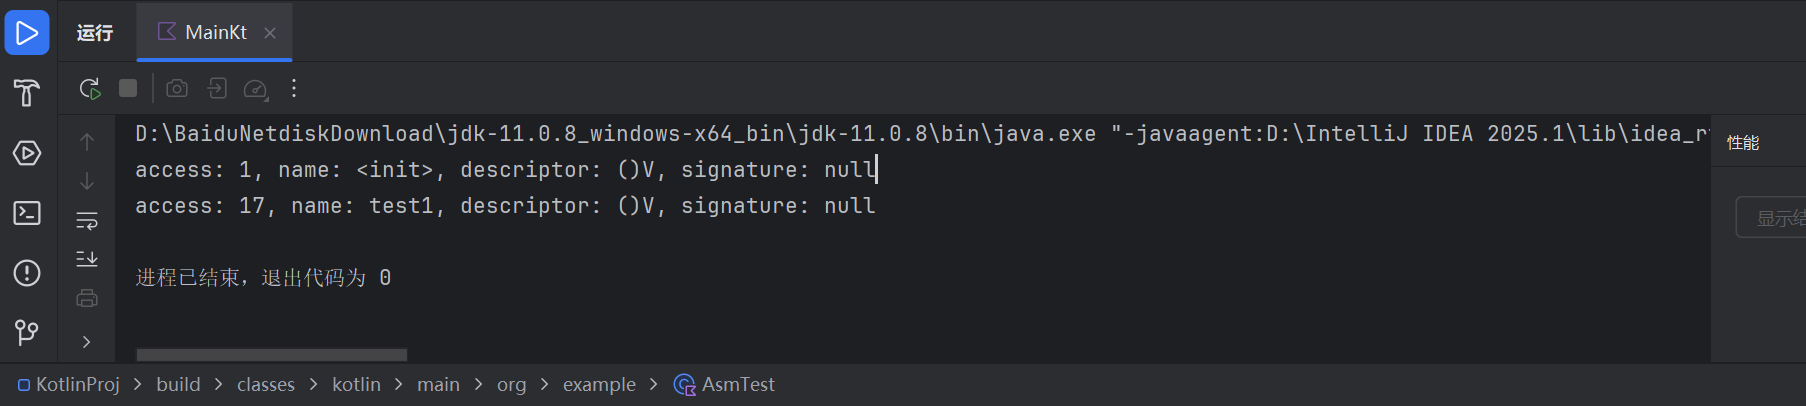 运行 MainKt
D:\BaiduNetdiskDownload\jdk-11.0.8_windows-x64_bin\jdk-11.0.8\bin\java.exe "-javaagent:D:\IntelliJ IDEA 2025.1\lib\idea_r
性能
access: 1, name: <init>, descriptor: ()V, signature: null
access: 17, name: test1, descriptor: ()V, signature: null
显示结
进程已结束，退出代码为 0
KotlinProj > build > classes > kotlin > main > org > example > AsmTest